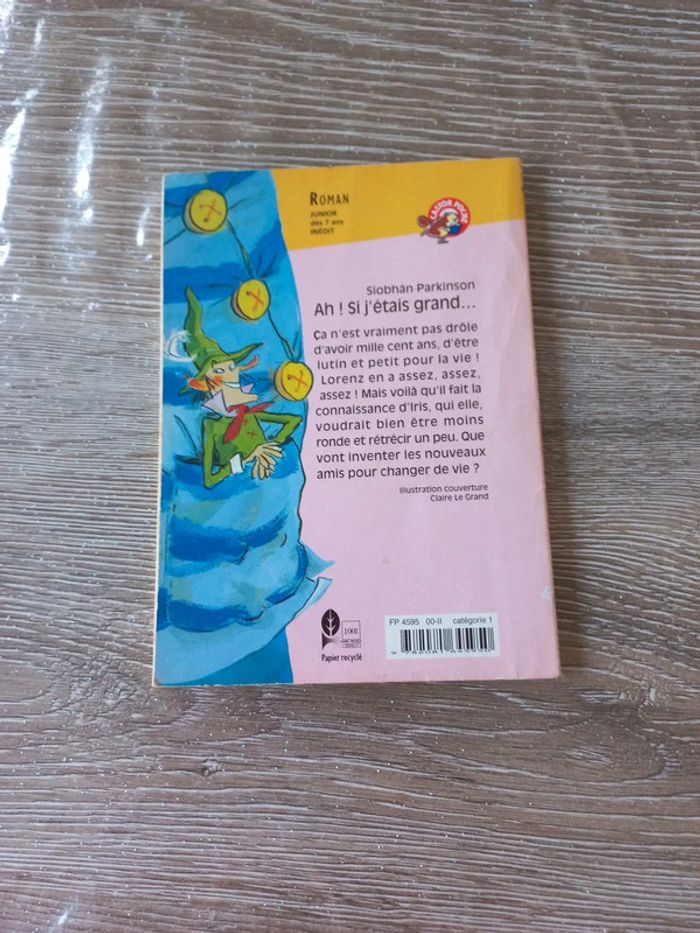 ROMAN
JUNIOR
dès 7 ans
INÉDIT
CASTOR POCHE
Siobhán Parkinson
Ah ! Si j'étais grand...
Ça n'est vraiment pas drôle
d'avoir mille cent ans, d'être
lutin et petit pour la vie !
Lorenz en a assez, assez,
assez ! Mais voilà qu'il fait la
connaissance d'Iris, qui elle,
voudrait bien être moins
ronde et rétrécir un peu. Que
vont inventer les nouveaux
amis pour changer de vie ?
Illustration couverture
Claire Le Grand
FP 4595 00-II catégorie 1
100%
Papier recyclé